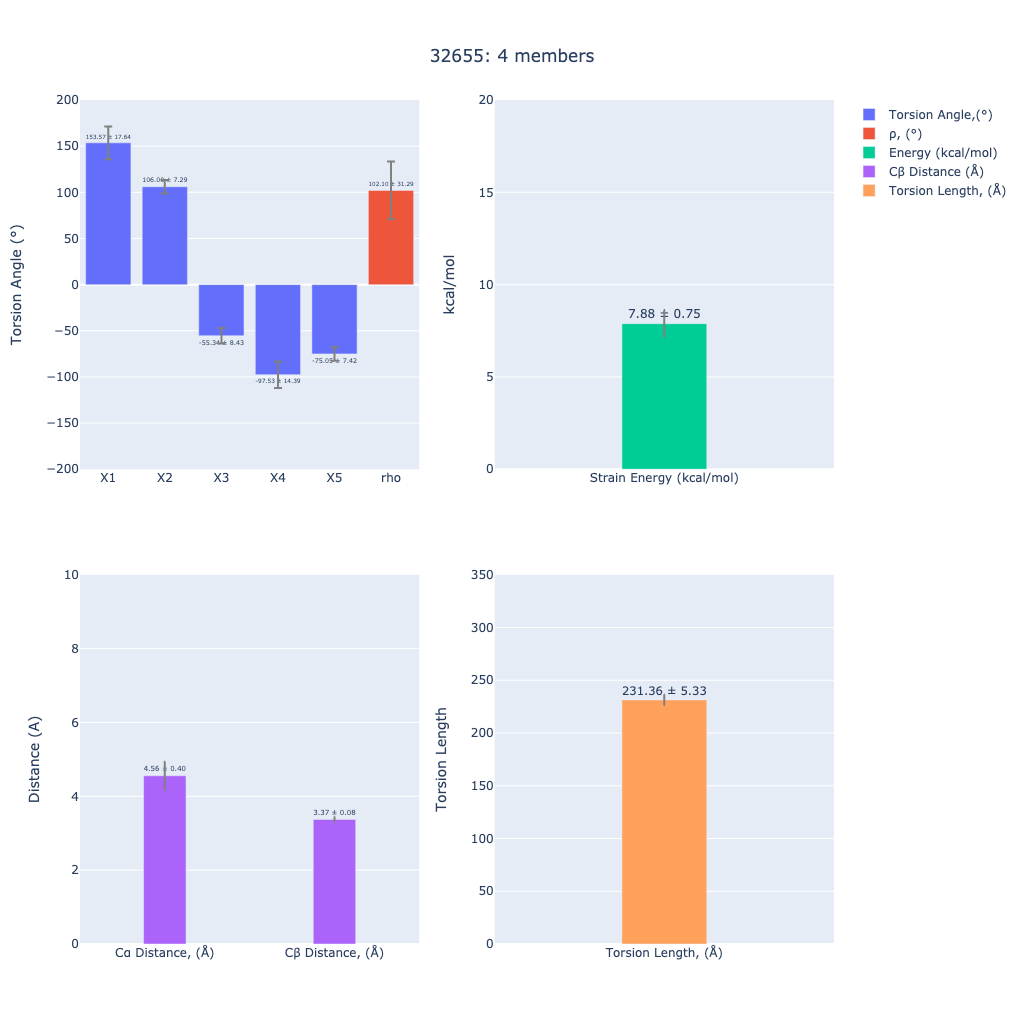 32655: 4 members
Torsion Angle (°)
200
150
100
50
0
−50
−100
−150
−200
153.57 ± 17.64
106.00 ± 7.29
-55.34 ± 8.43
-97.53 ± 14.39
-75.05 ± 7.42
102.10 ± 31.29
X1 X2 X3 X4 X5 rho
kcal/mol
20
15
10
5
0
7.88 ± 0.75
Strain Energy (kcal/mol)
Torsion Angle,(°)
ρ, (°)
Energy (kcal/mol)
Cβ Distance (Å)
Torsion Length, (Å)
Distance (A)
10
8
6
4
2
0
4.56 ± 0.40
3.37 ± 0.08
Cα Distance, (Å) Cβ Distance, (Å)
Torsion Length
350
300
250
200
150
100
50
0
231.36 ± 5.33
Torsion Length, (Å)